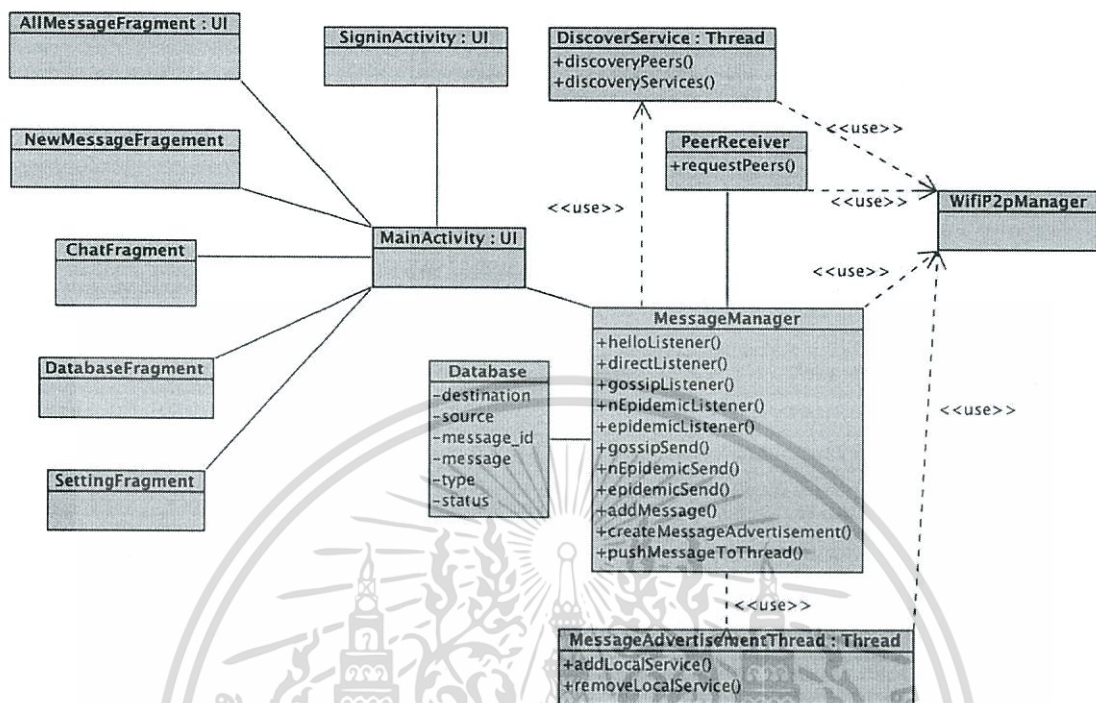 AllMessageFragment : UI
SigninActivity : UI
DiscoverService : Thread
+discoveryPeers()
+discoveryServices()
<<use>>
NewMessageFragement
PeerReceiver
+requestPeers()
<<use>>
<<use>>
WifiP2pManager
ChatFragment
MainActivity : UI
<<use>>
MessageManager
+helloListener()
+directListener()
+gossipListener()
+nEpidemicListener()
+epidemicListener()
+gossipSend()
+nEpidemicSend()
+epidemicSend()
+addMessage()
+createMessageAdvertisement()
+pushMessageToThread()
DatabaseFragment
Database
-destination
-source
-message_id
-message
-type
-status
<<use>>
SettingFragment
<<use>>
MessageAdvertisementThread : Thread
+addLocalService()
+removeLocalService()